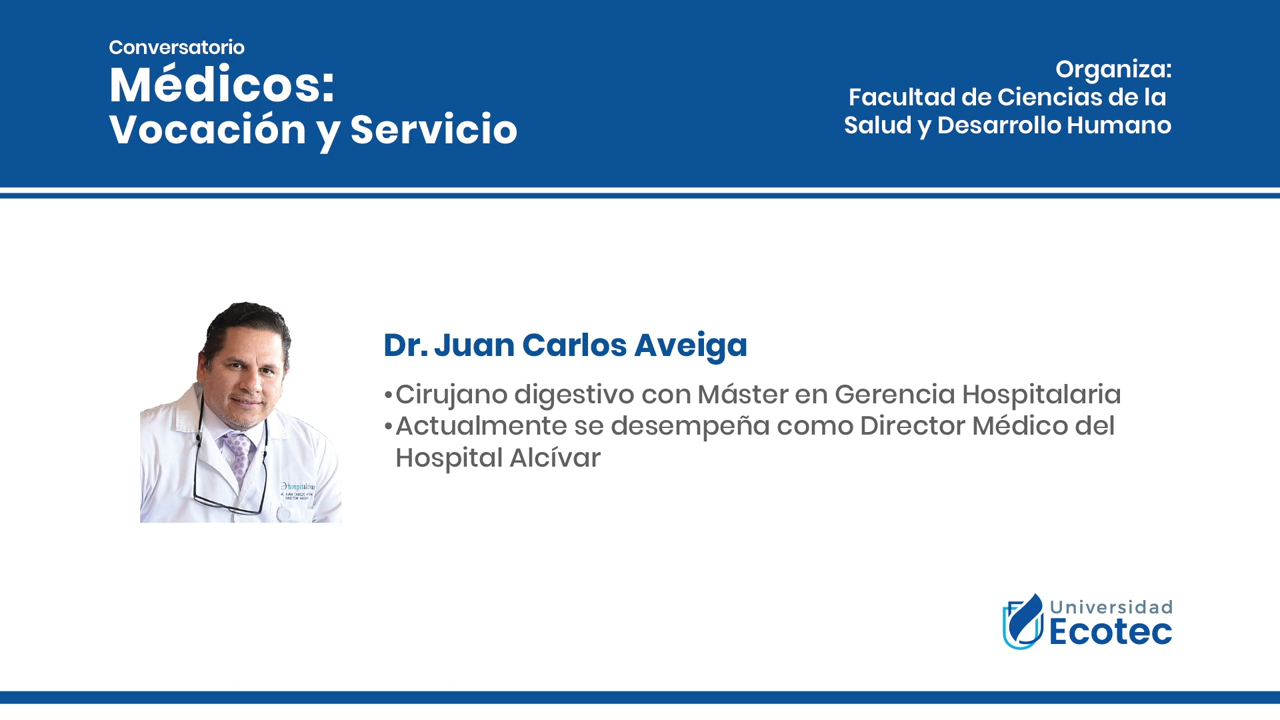 Conversatorio
Médicos:
Vocación y Servicio
Organiza:
Facultad de Ciencias de la
Salud y Desarrollo Humano
Dr. Juan Carlos Aveiga
•Cirujano digestivo con Máster en Gerencia Hospitalaria
•Actualmente se desempeña como Director Médico del
Hospital Alcívar
Universidad
Ecotec